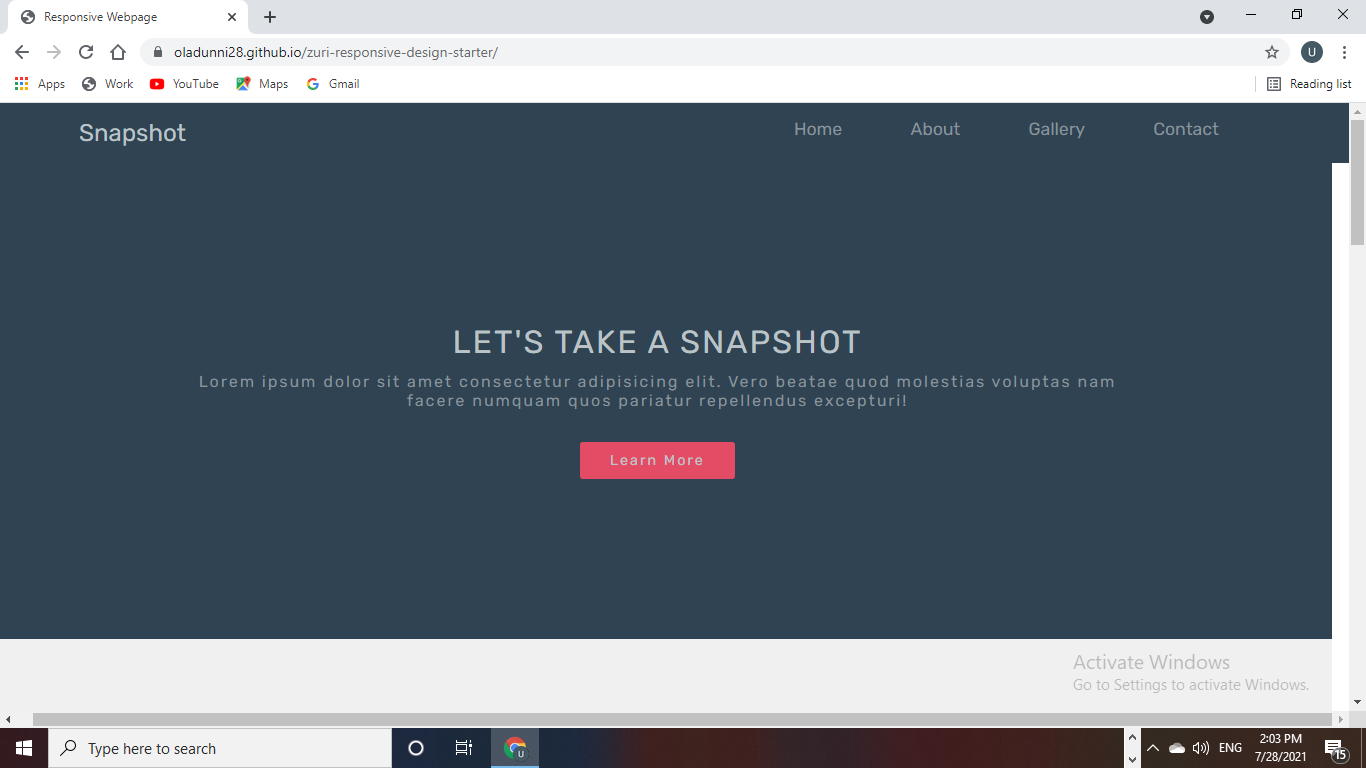 Responsive Webpage
oladunni28.github.io/zuri-responsive-design-starter/
U
Apps Work YouTube Maps Gmail Reading list
Snapshot Home About Gallery Contact
LET'S TAKE A SNAPSHOT
Lorem ipsum dolor sit amet consectetur adipisicing elit. Vero beatae quod molestias voluptas nam
facere numquam quos pariatur repellendus excepturi!
Learn More
Activate Windows
Go to Settings to activate Windows.
Type here to search
U
ENG
2:03 PM
7/28/2021
15